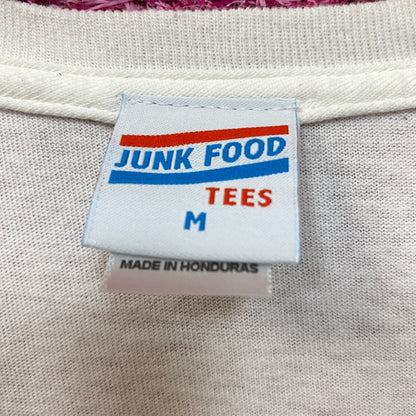 JUNK FOOD
TEES
M
MADE IN HONDURAS